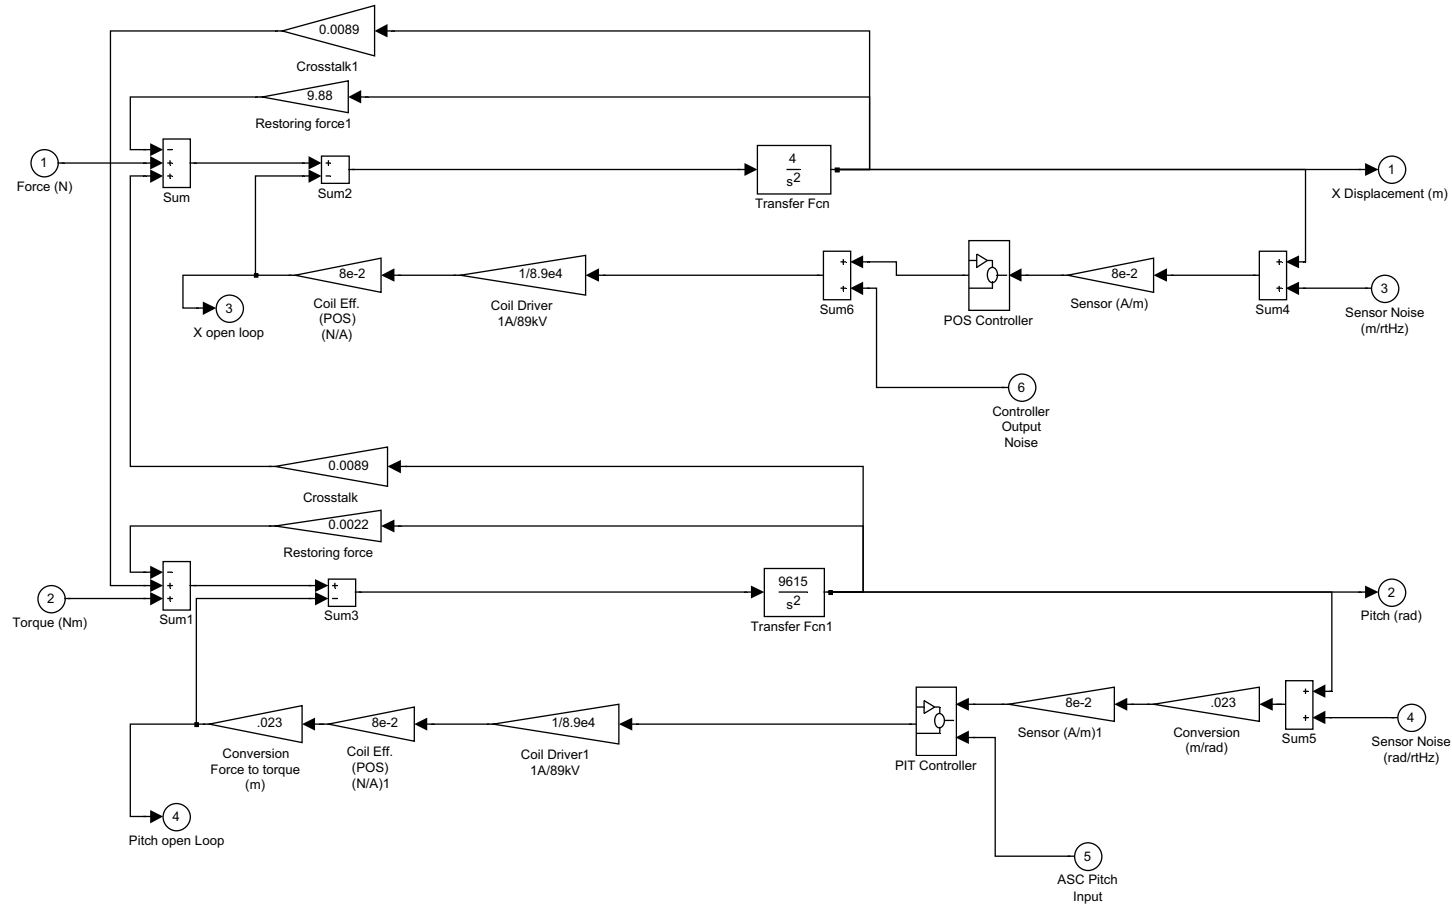 0.0089
Crosstalk1
9.88
Restoring force1
1
Force (N)
−
+
+
Sum
+
−
Sum2
4
s2
Transfer Fcn
1
X Displacement (m)
3
X open loop
8e-2
Coil Eff.
(POS)
(N/A)
1/8.9e4
Coil Driver
1A/89kV
+
+
Sum6
POS Controller
8e-2
Sensor (A/m)
+
+
Sum4
3
Sensor Noise
(m/rtHz)
6
Controller
Output
Noise
0.0089
Crosstalk
0.0022
Restoring force
2
Torque (Nm)
−
+
+
Sum1
+
−
Sum3
9615
s2
Transfer Fcn1
2
Pitch (rad)
.023
Conversion
Force to torque
(m)
8e-2
Coil Eff.
(POS)
(N/A)1
1/8.9e4
Coil Driver1
1A/89kV
PIT Controller
8e-2
Sensor (A/m)1
.023
Conversion
(m/rad)
+
+
Sum5
4
Sensor Noise
(rad/rtHz)
4
Pitch open Loop
5
ASC Pitch
Input